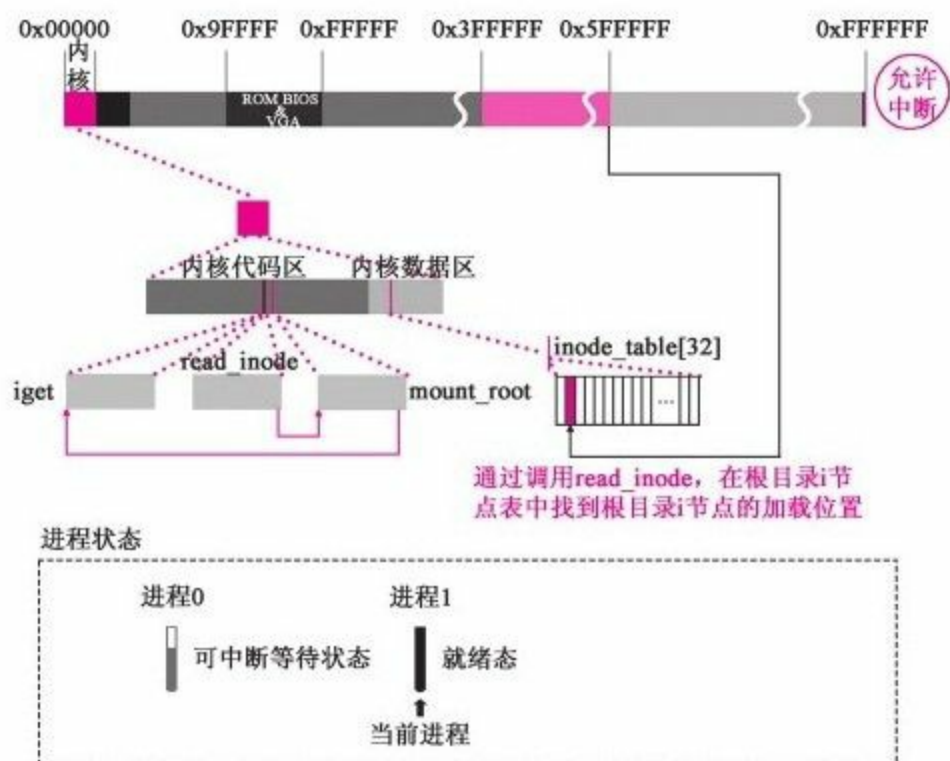 0x00000 0x9FFFF 0xFFFFF 0x3FFFFF 0x5FFFFF 0xFFFFFF
内
核
允许
中断
ROM BIOS
&
VGA
内核代码区 内核数据区
inode_table[32]
read_inode
iget
mount_root
...
通过调用read_inode，在根目录i节
点表中找到根目录i节点的加载位置
进程状态
进程0 进程1
可中断等待状态 就绪态
当前进程